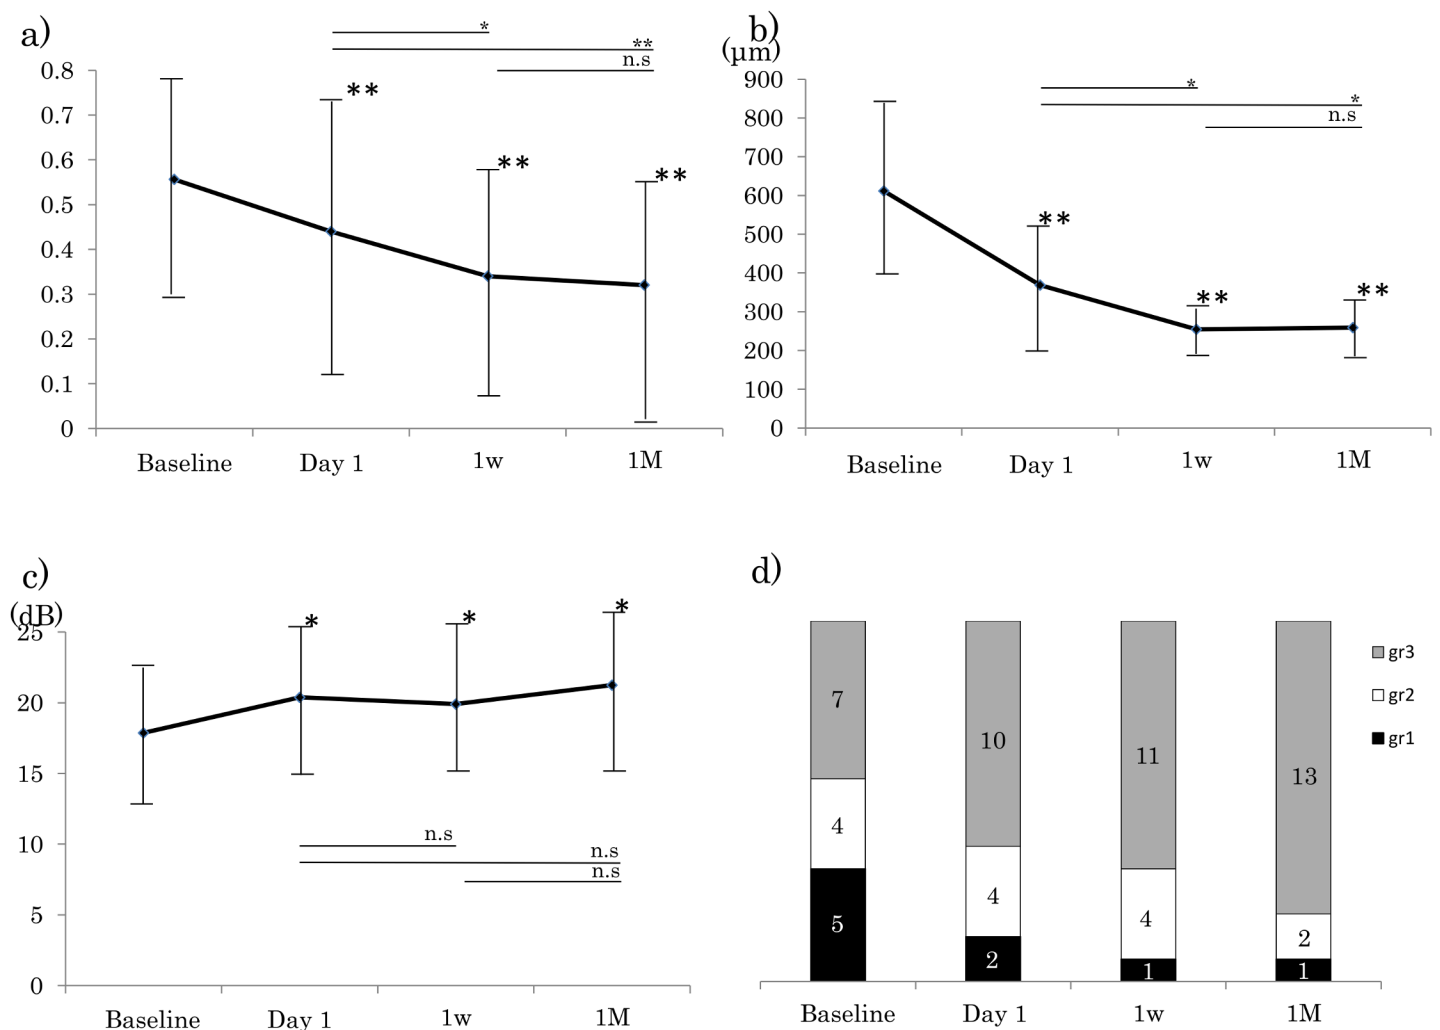 a)
*
**
n.s
0.8
0.7
0.6
0.5
0.4
0.3
0.2
0.1
0
**
**
**
Baseline
Day 1
1w
1M
b)
(μm)
*
*
n.s
900
800
700
600
500
400
300
200
100
0
**
**
**
Baseline
Day 1
1w
1M
c)
(dB)
25
20
15
10
5
0
*
*
*
n.s
n.s
n.s
Baseline
Day 1
1w
1M
d)
7
4
5
10
4
2
11
4
1
13
2
1
gr3
gr2
gr1
Baseline
Day 1
1w
1M